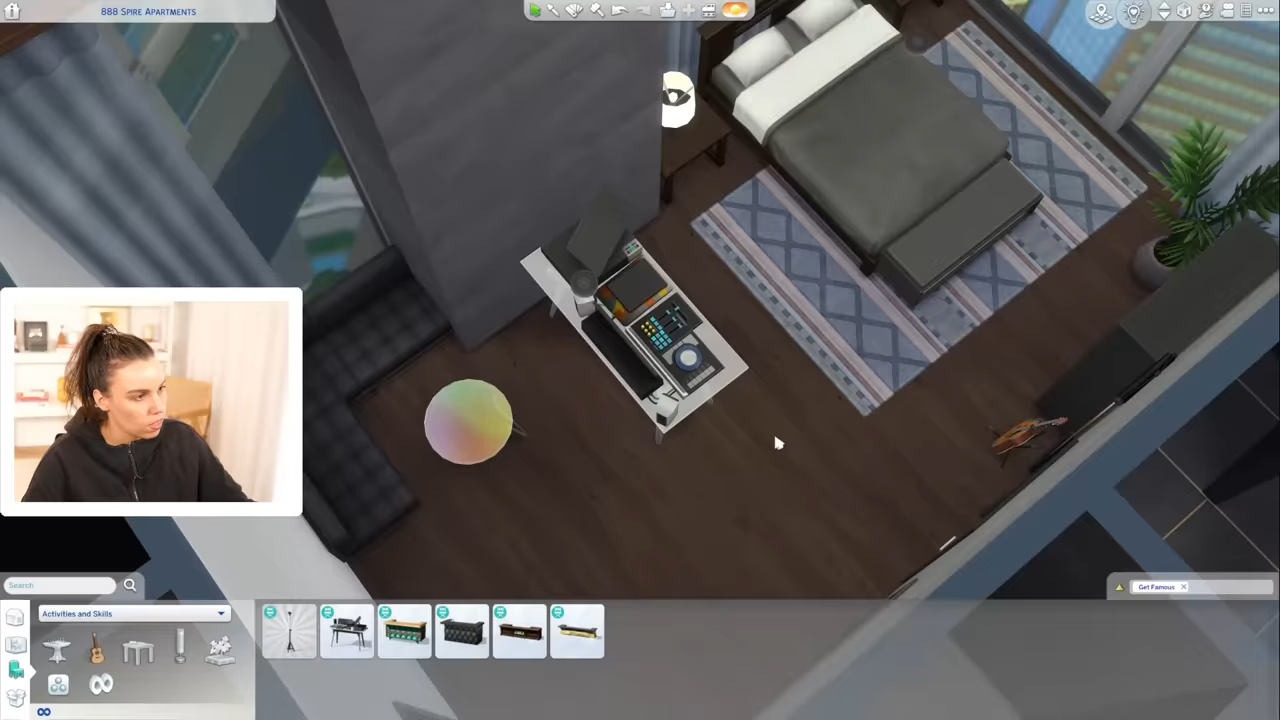 888 SPIRE APARTMENTS
Search
Activities and Skills
Get Famous